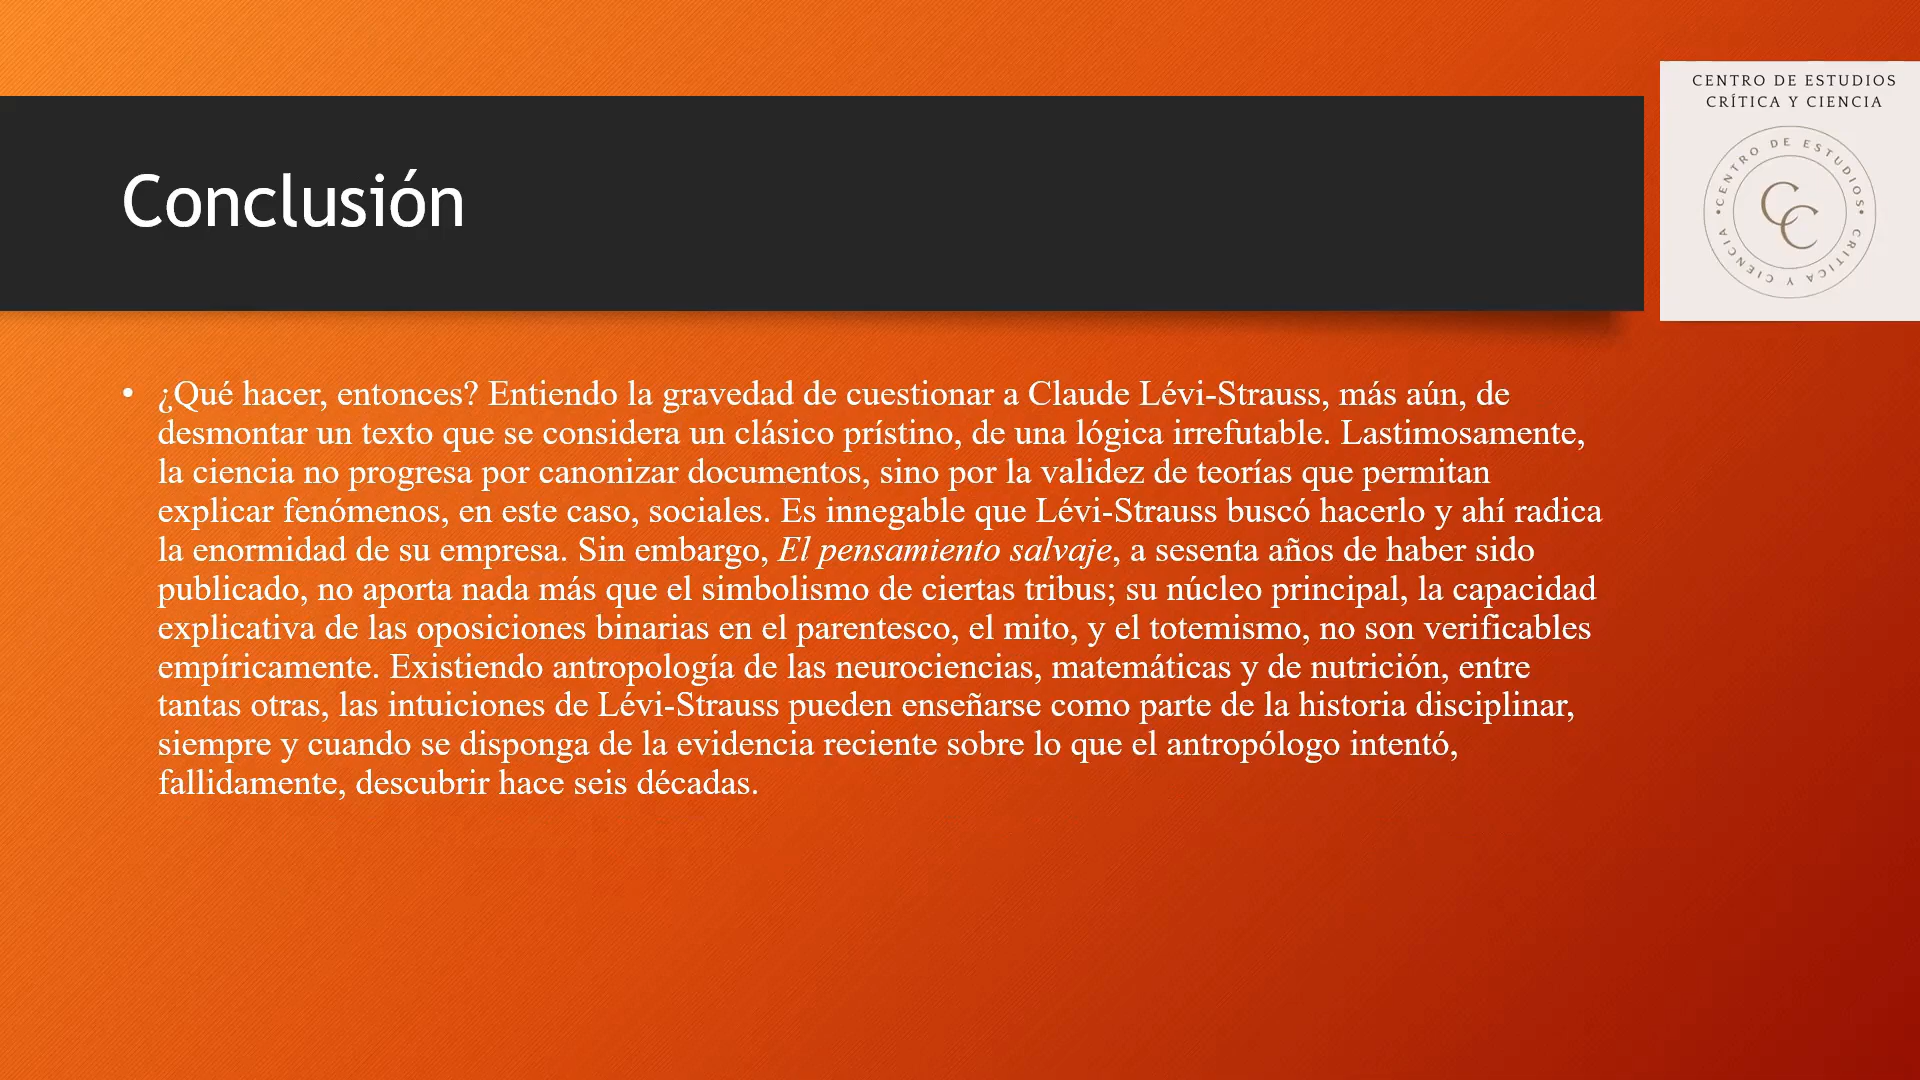 CENTRO DE ESTUDIOS
CRÍTICA Y CIENCIA
CENTRO DE ESTUDIOS • CRITICA Y CIENCIA •
CC
Conclusión
• ¿Qué hacer, entonces? Entiendo la gravedad de cuestionar a Claude Lévi-Strauss, más aún, de
desmontar un texto que se considera un clásico prístino, de una lógica irrefutable. Lastimosamente,
la ciencia no progresa por canonizar documentos, sino por la validez de teorías que permitan
explicar fenómenos, en este caso, sociales. Es innegable que Lévi-Strauss buscó hacerlo y ahí radica
la enormidad de su empresa. Sin embargo, El pensamiento salvaje, a sesenta años de haber sido
publicado, no aporta nada más que el simbolismo de ciertas tribus; su núcleo principal, la capacidad
explicativa de las oposiciones binarias en el parentesco, el mito, y el totemismo, no son verificables
empíricamente. Existiendo antropología de las neurociencias, matemáticas y de nutrición, entre
tantas otras, las intuiciones de Lévi-Strauss pueden enseñarse como parte de la historia disciplinar,
siempre y cuando se disponga de la evidencia reciente sobre lo que el antropólogo intentó,
fallidamente, descubrir hace seis décadas.